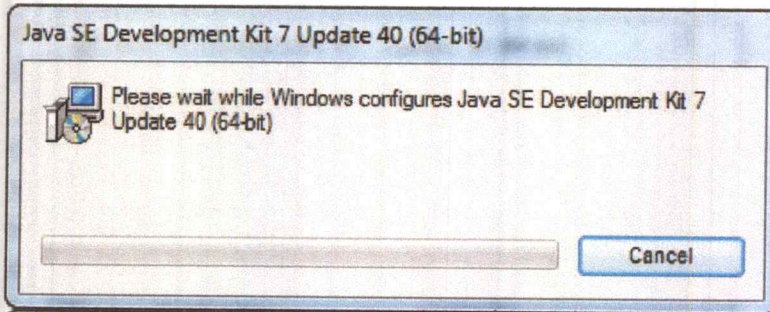 Java SE Development Kit 7 Update 40 (64-bit)
Please wait while Windows configures Java SE Development Kit 7
Update 40 (64-bit)
Cancel